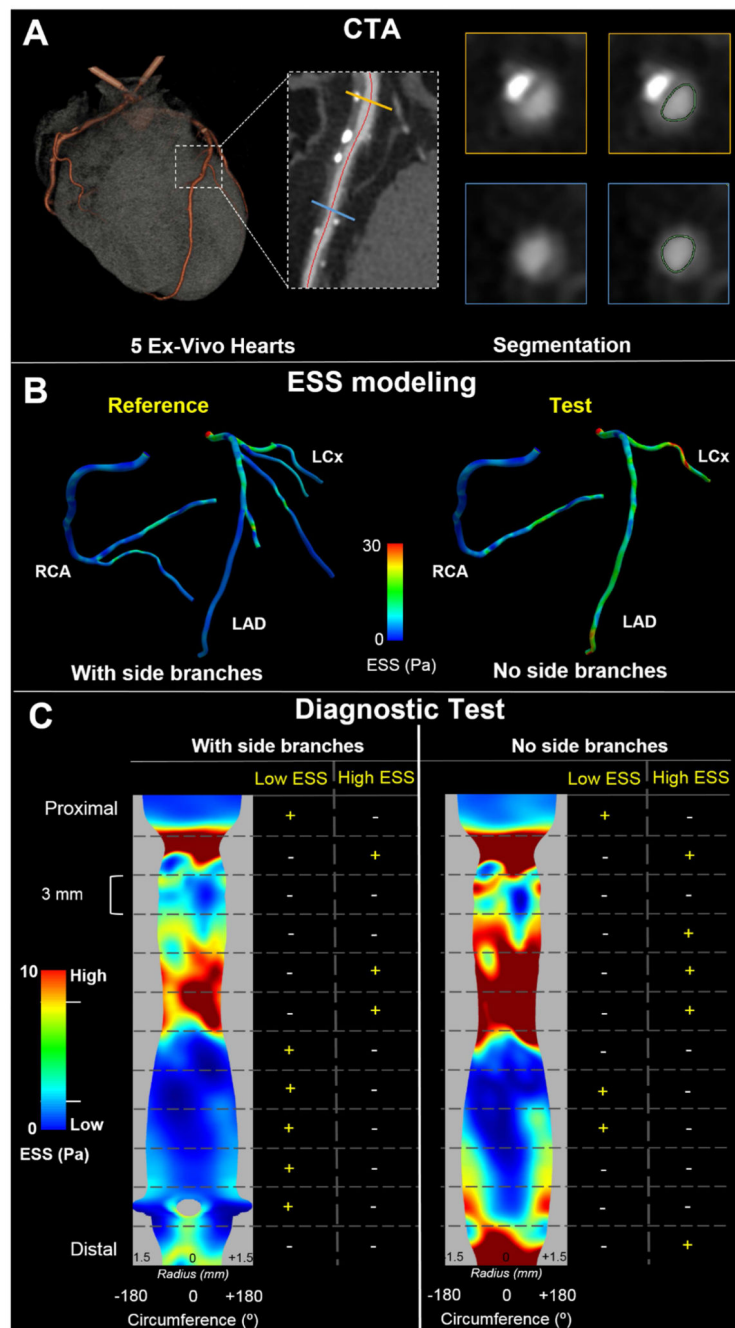 A
CTA
5 Ex-Vivo Hearts
Segmentation
B
ESS modeling
Reference
Test
LCx
RCA
LAD
30
0
ESS (Pa)
With side branches
LCx
RCA
LAD
No side branches
C
Diagnostic Test
With side branches
No side branches
Low ESS High ESS
Low ESS High ESS
Proximal + - + -
- + - +
3 mm - - - -
- - - +
- + - +
- + - +
+ - - -
+ - + -
+ - + -
+ - - -
+ - - -
Distal - - - +
10 High
0 Low
ESS (Pa)
-1.5 0 +1.5
-1.5 0 +1.5
Radius (mm)
Radius (mm)
-180 0 +180
-180 0 +180
Circumference (º)
Circumference (º)